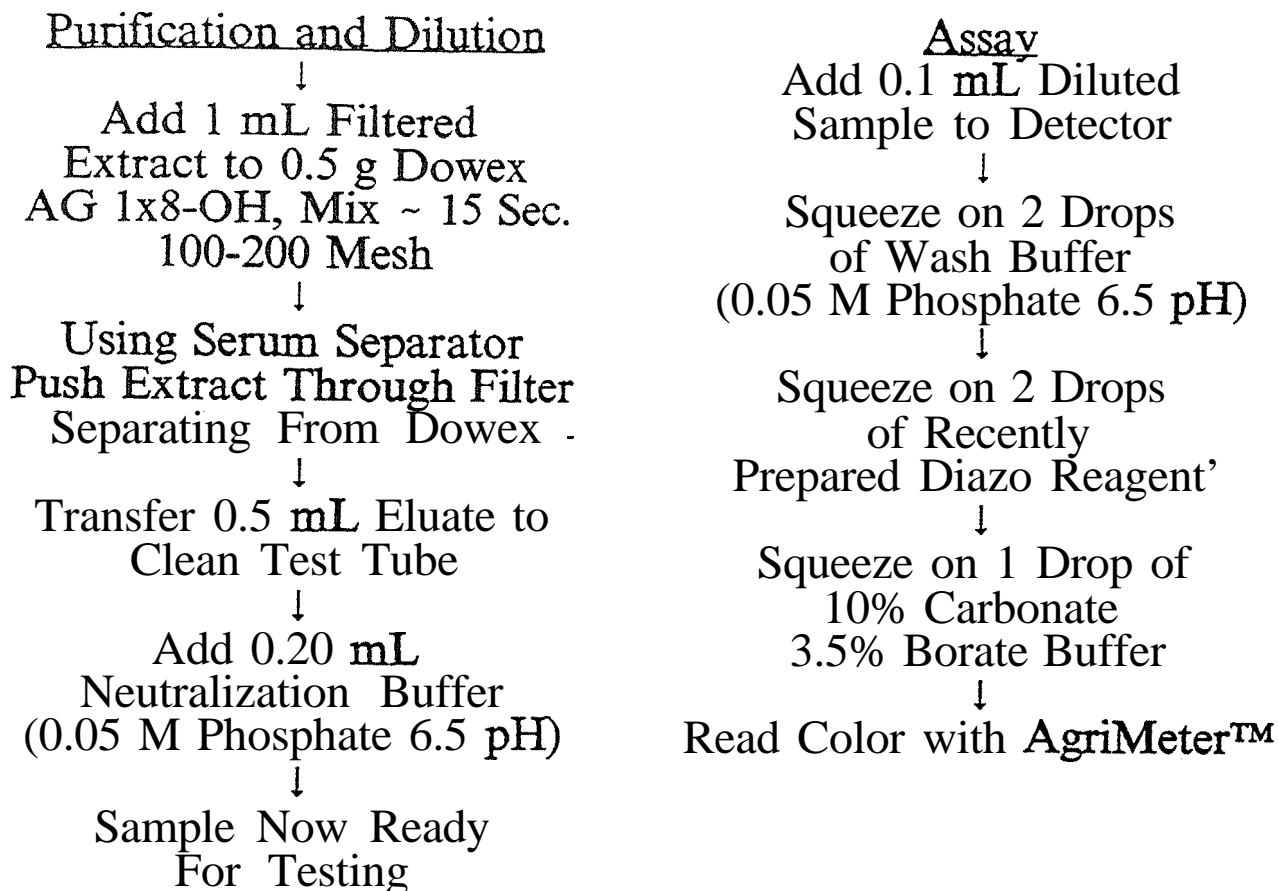 Purification and Dilution
↓
Add 1 mL Filtered
Extract to 0.5 g Dowex
AG 1x8-OH, Mix ~ 15 Sec.
100-200 Mesh
↓
Using Serum Separator
Push Extract Through Filter
Separating From Dowex -
↓
Transfer 0.5 mL Eluate to
Clean Test Tube
↓
Add 0.20 mL
Neutralization Buffer
(0.05 M Phosphate 6.5 pH)
↓
Sample Now Ready
For Testing
Assay
Add 0.1 mL Diluted
Sample to Detector
↓
Squeeze on 2 Drops
of Wash Buffer
(0.05 M Phosphate 6.5 pH)
↓
Squeeze on 2 Drops
of Recently
Prepared Diazo Reagent’
↓
Squeeze on 1 Drop of
10% Carbonate
3.5% Borate Buffer
↓
Read Color with AgriMeter™